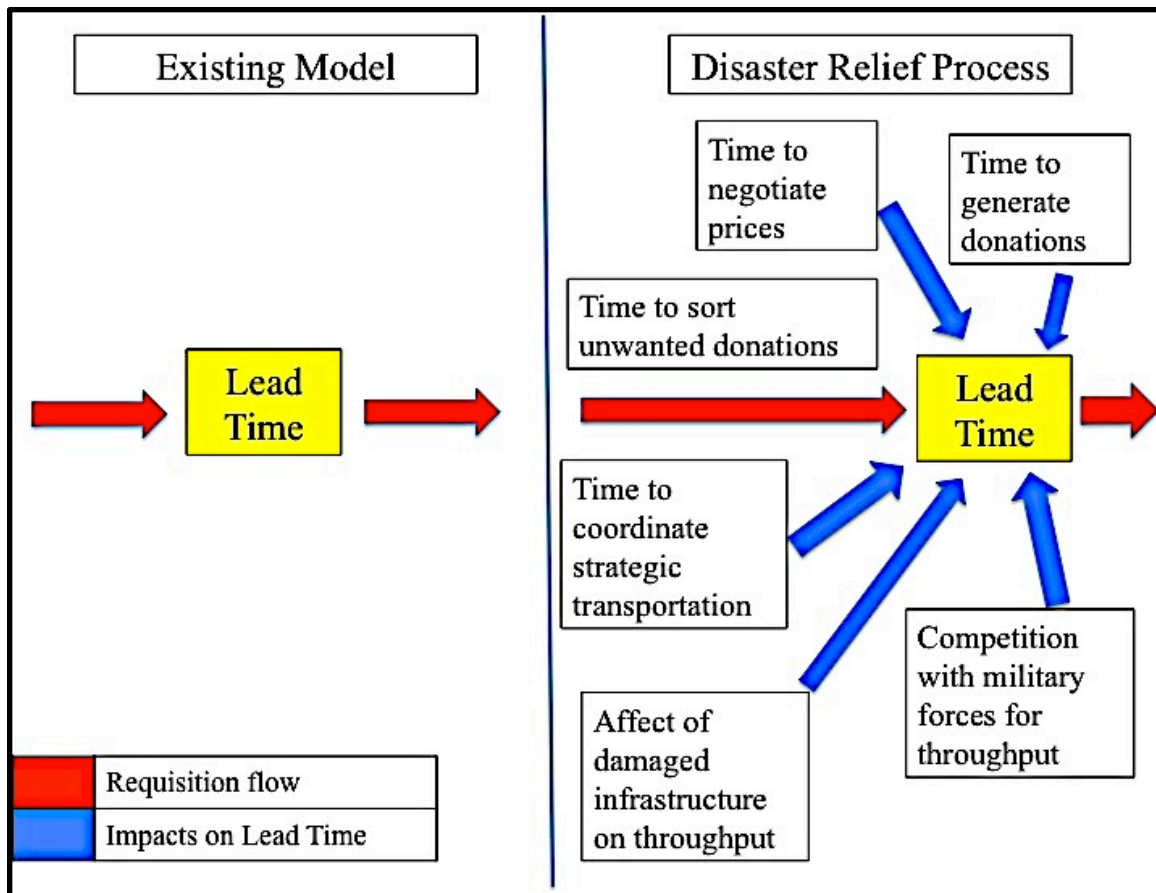 Existing Model
Disaster Relief Process
Time to
negotiate
prices
Time to
generate
donations
Time to sort
unwanted donations
Lead
Time
Lead
Time
Time to
coordinate
strategic
transportation
Affect of
damaged
infrastructure
on throughput
Competition
with military
forces for
throughput
Requisition flow
Impacts on Lead Time